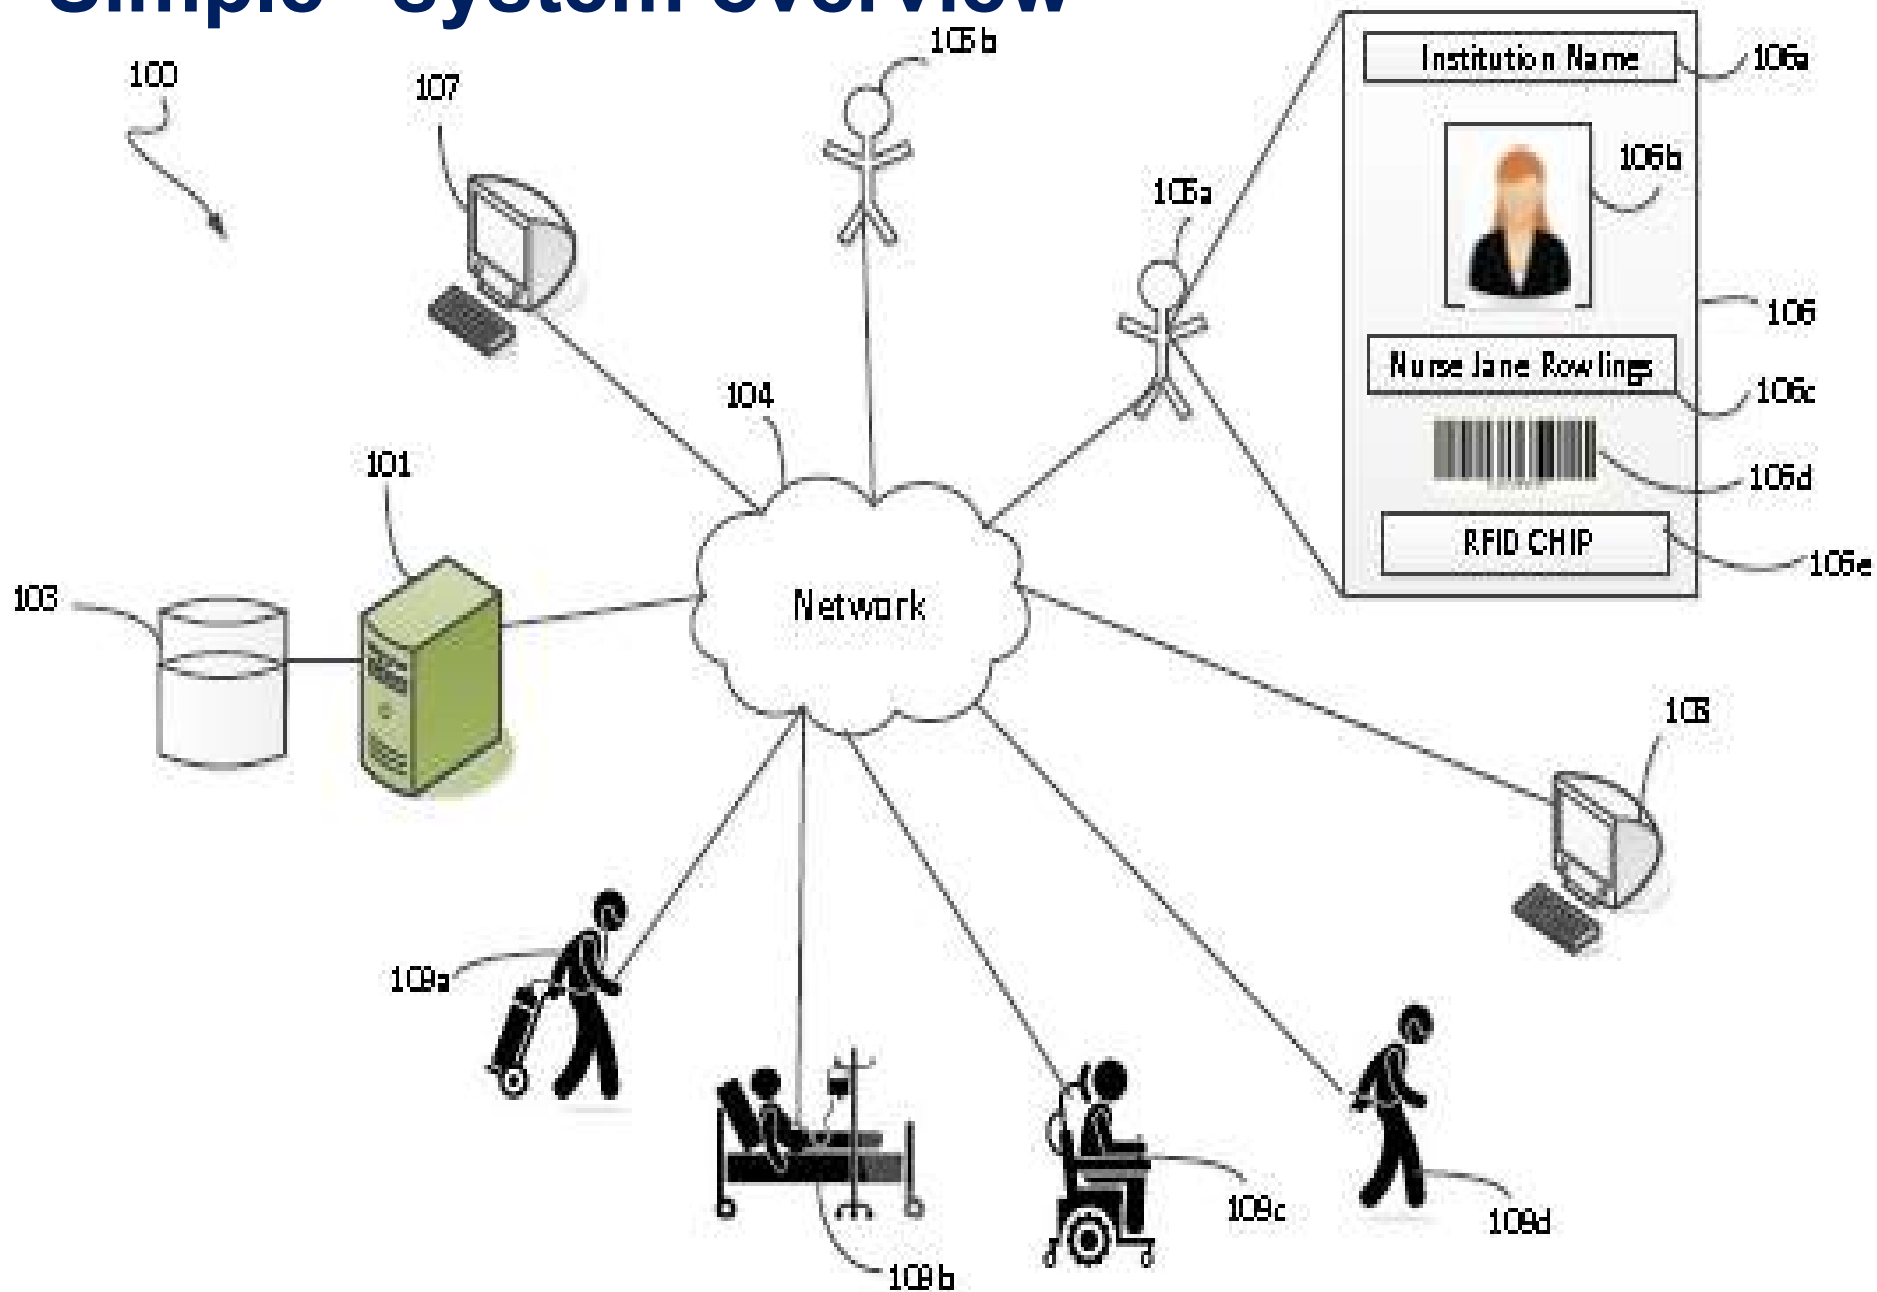 Simple system overview
100
107
105b
105a
Institution Name
106a
106b
106
Nurse Jane Rowlings
106c
106d
RFID CHIP
106e
104
101
103
Network
108
109a
109b
109c
109d